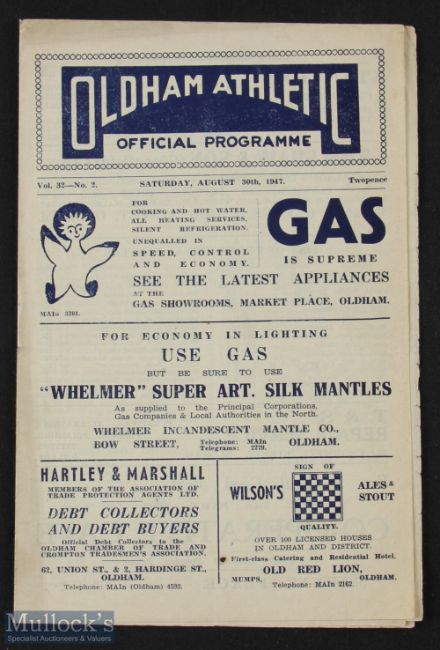 OLDHAM ATHLETIC
OFFICIAL PROGRAMME
Vol. 32—No. 2. SATURDAY, AUGUST 30th, 1947. Twopence
FOR
COOKING AND HOT WATER,
ALL HEATING SERVICES,
SILENT REFRIGERATION.
UNEQUALLED IN
SPEED, CONTROL
AND ECONOMY.
GAS
IS SUPREME
SEE THE LATEST APPLIANCES
AT THE
GAS SHOWROOMS, MARKET PLACE, OLDHAM.
MAIn 3201.
FOR ECONOMY IN LIGHTING
USE GAS
BUT BE SURE TO USE
"WHELMER" SUPER ART. SILK MANTLES
As supplied to the Principal Corporations,
Gas Companies & Local Authorities in the North.
WHELMER INCANDESCENT MANTLE CO.,
BOW STREET, Telephone: MAIn OLDHAM.
Telegrams: 2279.
HARTLEY & MARSHALL
MEMBERS OF THE ASSOCIATION OF
TRADE PROTECTION AGENTS LTD.
DEBT COLLECTORS
AND DEBT BUYERS
Official Debt Collectors to the
OLDHAM CHAMBER OF TRADE AND
CROMPTON TRADESMEN'S ASSOCIATION.
62, UNION ST., & 2, HARDINGE ST.,
OLDHAM.
Telephone: MAIn (Oldham) 4592.
SIGN OF
WILSON'S ALES &
STOUT
QUALITY.
OVER 100 LICENSED HOUSES
IN OLDHAM AND DISTRICT.
First-class Catering and Residential Hotel.
OLD RED LION,
MUMPS, OLDHAM.
Telephone: MAIn 2162.
Mullock's
Specialist Auctioneers & Valuers